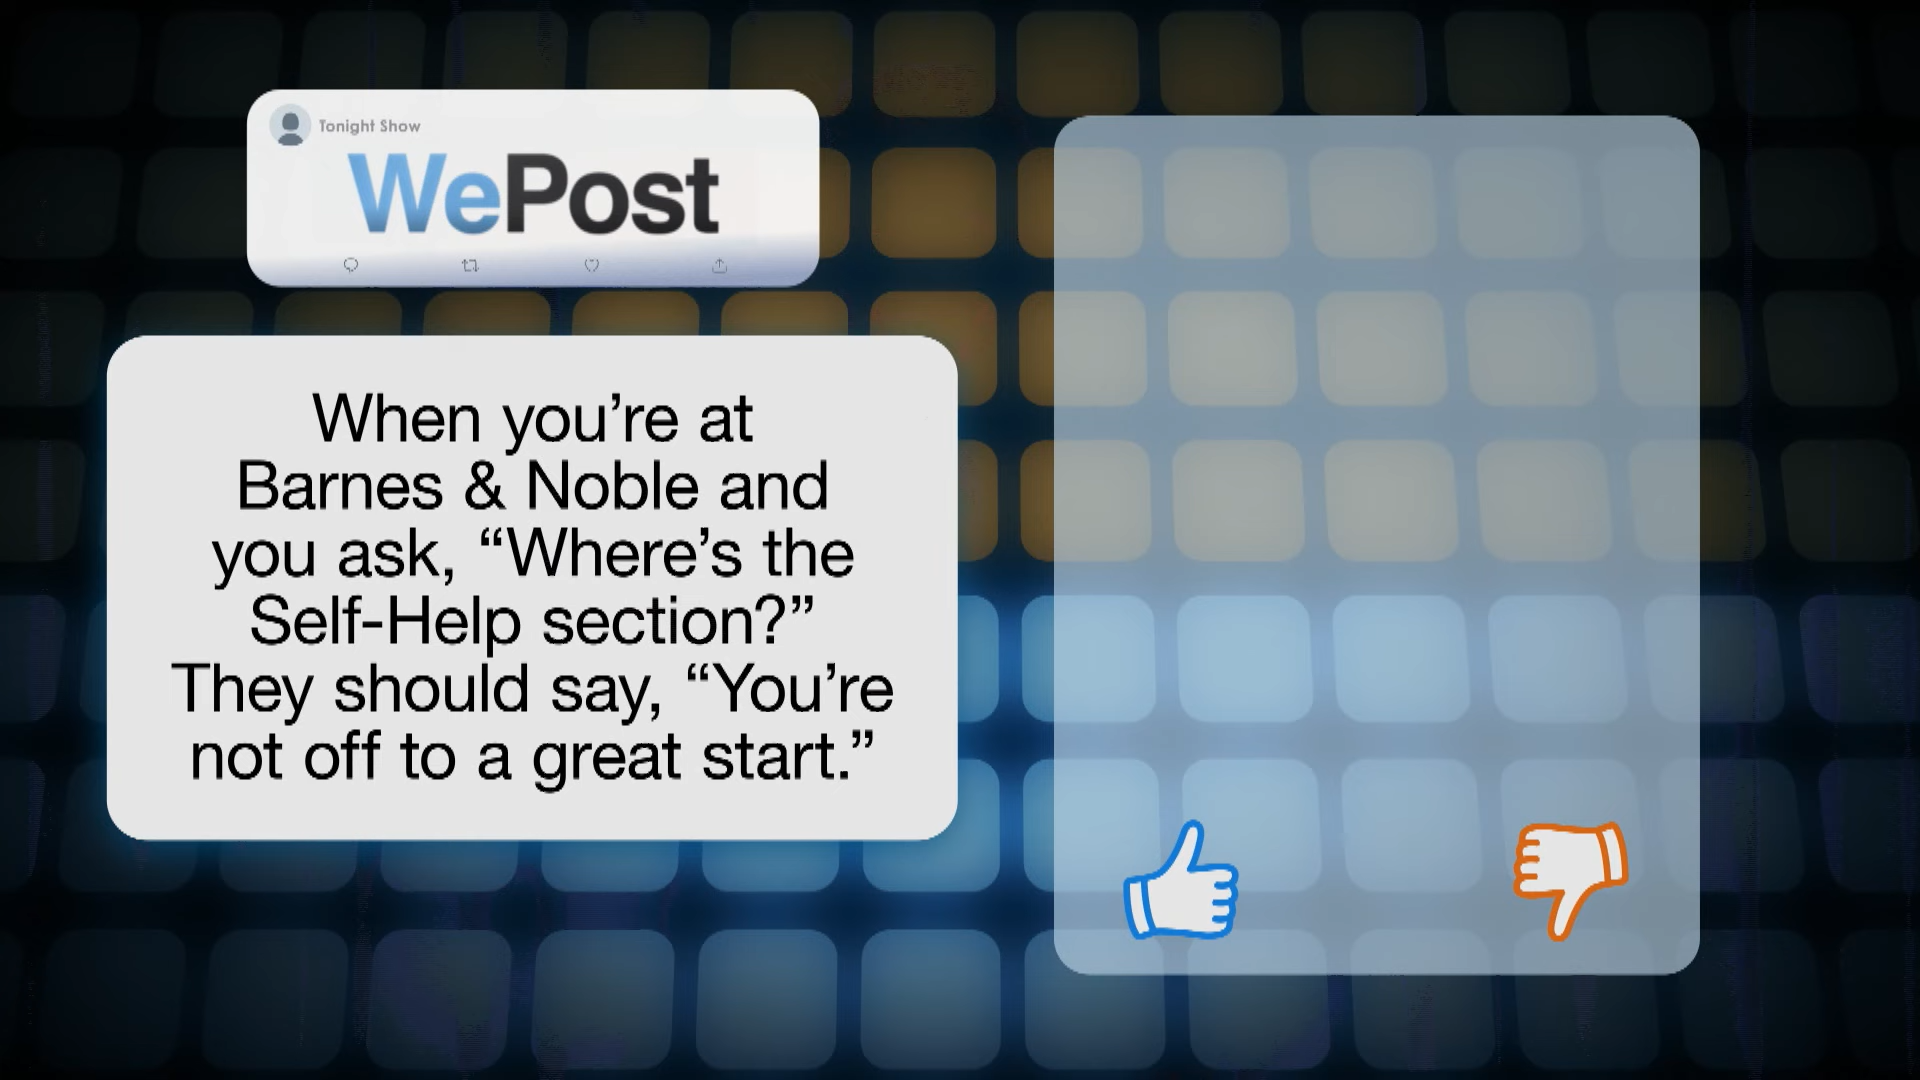 Tonight Show
WePost
When you’re at
Barnes & Noble and
you ask, “Where’s the
Self-Help section?”
They should say, “You’re
not off to a great start.”